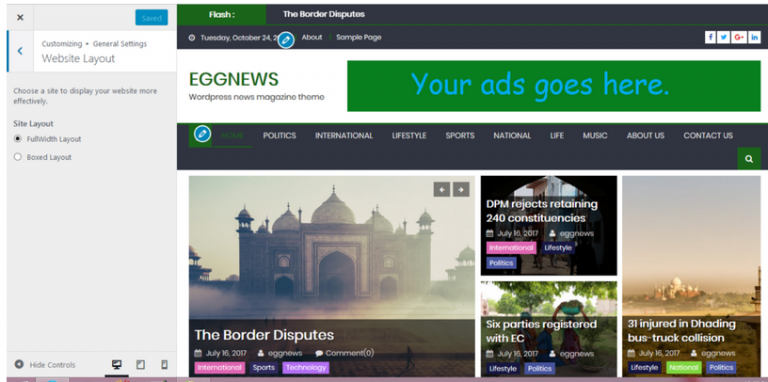 Saved
Customizing ▸ General Settings
Website Layout
Choose a site to display your website more
effectively.
Site Layout
FullWidth Layout
Boxed Layout
Hide Controls
Flash :
The Border Disputes
Tuesday, October 24, 2
About
Sample Page
EGGNEWS
Wordpress news magazine theme
Your ads goes here.
HOME
POLITICS
INTERNATIONAL
LIFESTYLE
SPORTS
NATIONAL
LIFE
MUSIC
ABOUT US
CONTACT US
The Border Disputes
July 16, 2017 eggnews Comment(0)
International Sports Technology
DPM rejects retaining
240 constituencies
July 16, 2017 eggnews
International Lifestyle
Politics
Six parties registered
with EC
July 16, 2017 eggnews
Lifestyle Politics
31 injured in Dhading
bus-truck collision
July 16, 2017 eggnews
Lifestyle National Politics